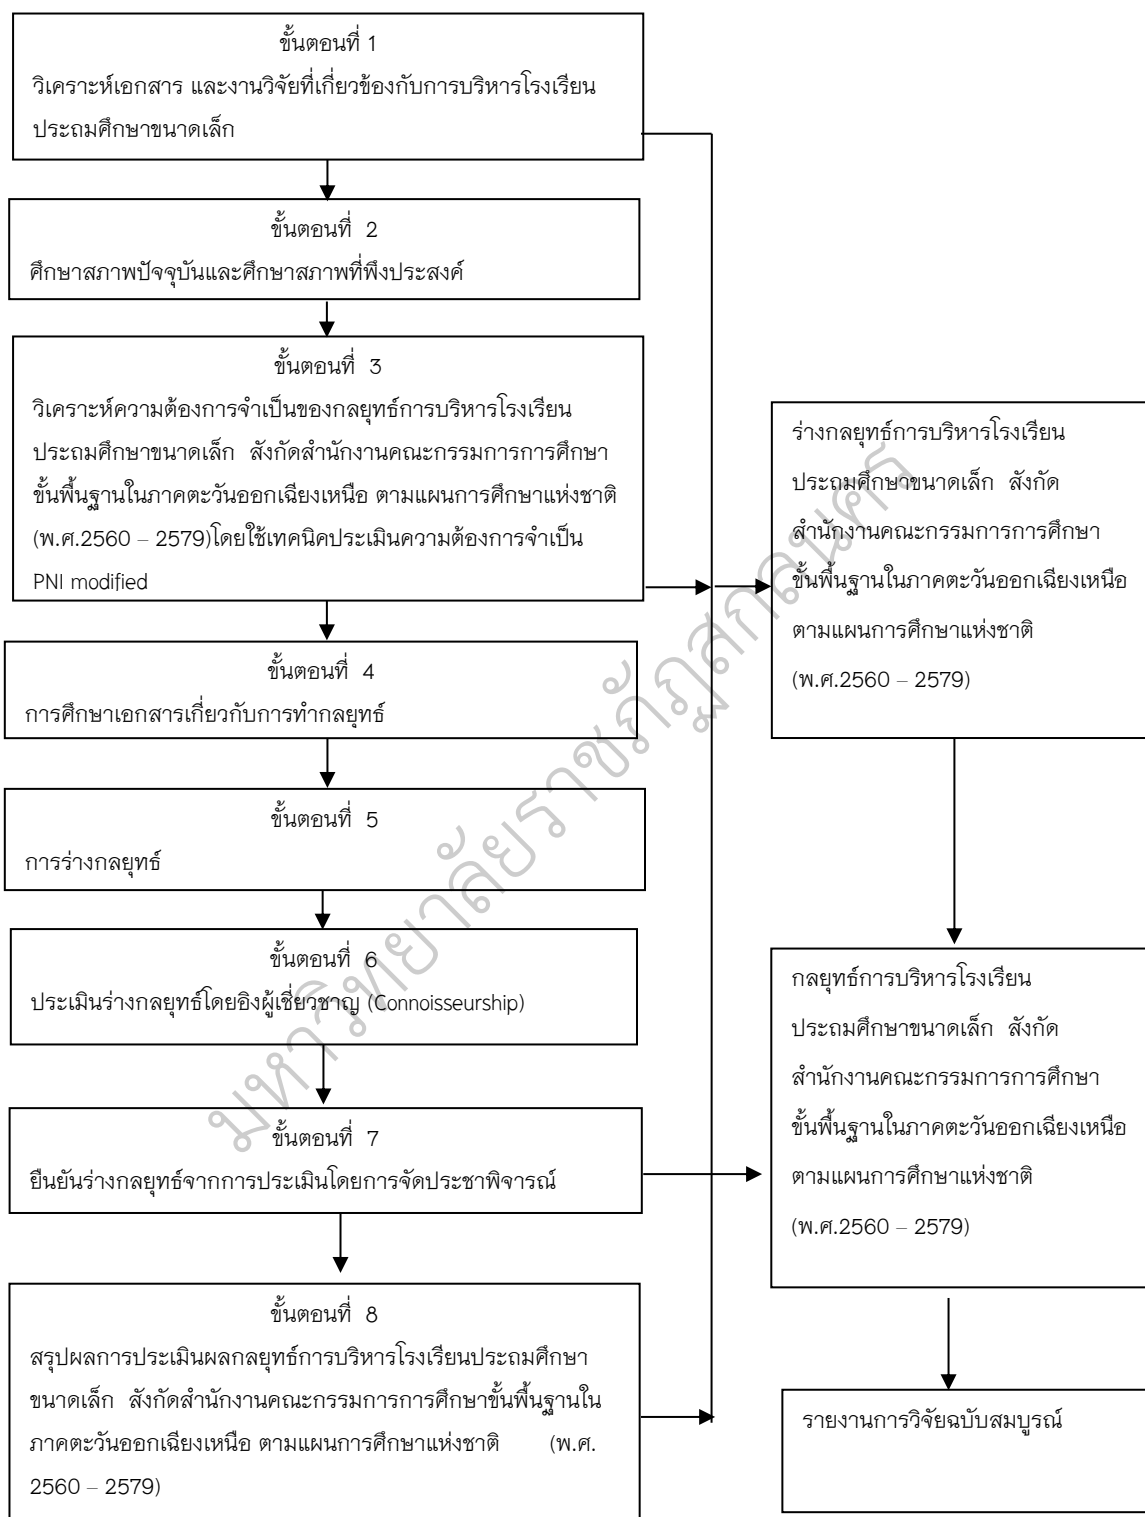 ขั้นตอนที่ 1
วิเคราะห์เอกสาร และงานวิจัยที่เกี่ยวข้องกับการบริหารโรงเรียน
ประถมศึกษาขนาดเล็ก
ขั้นตอนที่ 2
ศึกษาสภาพปัจจุบันและศึกษาสภาพที่พึงประสงค์
ขั้นตอนที่ 3
วิเคราะห์ความต้องการจำเป็นของกลยุทธ์การบริหารโรงเรียน
ประถมศึกษาขนาดเล็ก สังกัดสำนักงานคณะกรรมการการศึกษา
ขั้นพื้นฐานในภาคตะวันออกเฉียงเหนือ ตามแผนการศึกษาแห่งชาติ
(พ.ศ.2560 – 2579)โดยใช้เทคนิคประเมินความต้องการจำเป็น
PNI modified
ขั้นตอนที่ 4
การศึกษาเอกสารเกี่ยวกับการทำกลยุทธ์
ขั้นตอนที่ 5
การร่างกลยุทธ์
ขั้นตอนที่ 6
ประเมินร่างกลยุทธ์โดยอิงผู้เชี่ยวชาญ (Connoisseurship)
ขั้นตอนที่ 7
ยืนยันร่างกลยุทธ์จากการประเมินโดยการจัดประชาพิจารณ์
ขั้นตอนที่ 8
สรุปผลการประเมินผลกลยุทธ์การบริหารโรงเรียนประถมศึกษา
ขนาดเล็ก สังกัดสำนักงานคณะกรรมการการศึกษาขั้นพื้นฐานใน
ภาคตะวันออกเฉียงเหนือ ตามแผนการศึกษาแห่งชาติ (พ.ศ.
2560 – 2579)
ร่างกลยุทธ์การบริหารโรงเรียน
ประถมศึกษาขนาดเล็ก สังกัด
สำนักงานคณะกรรมการการศึกษา
ขั้นพื้นฐานในภาคตะวันออกเฉียงเหนือ
ตามแผนการศึกษาแห่งชาติ
(พ.ศ.2560 – 2579)
กลยุทธ์การบริหารโรงเรียน
ประถมศึกษาขนาดเล็ก สังกัด
สำนักงานคณะกรรมการการศึกษา
ขั้นพื้นฐานในภาคตะวันออกเฉียงเหนือ
ตามแผนการศึกษาแห่งชาติ
(พ.ศ.2560 – 2579)
รายงานการวิจัยฉบับสมบูรณ์
มหาวิทยาลัยราชภัฏสกลนคร